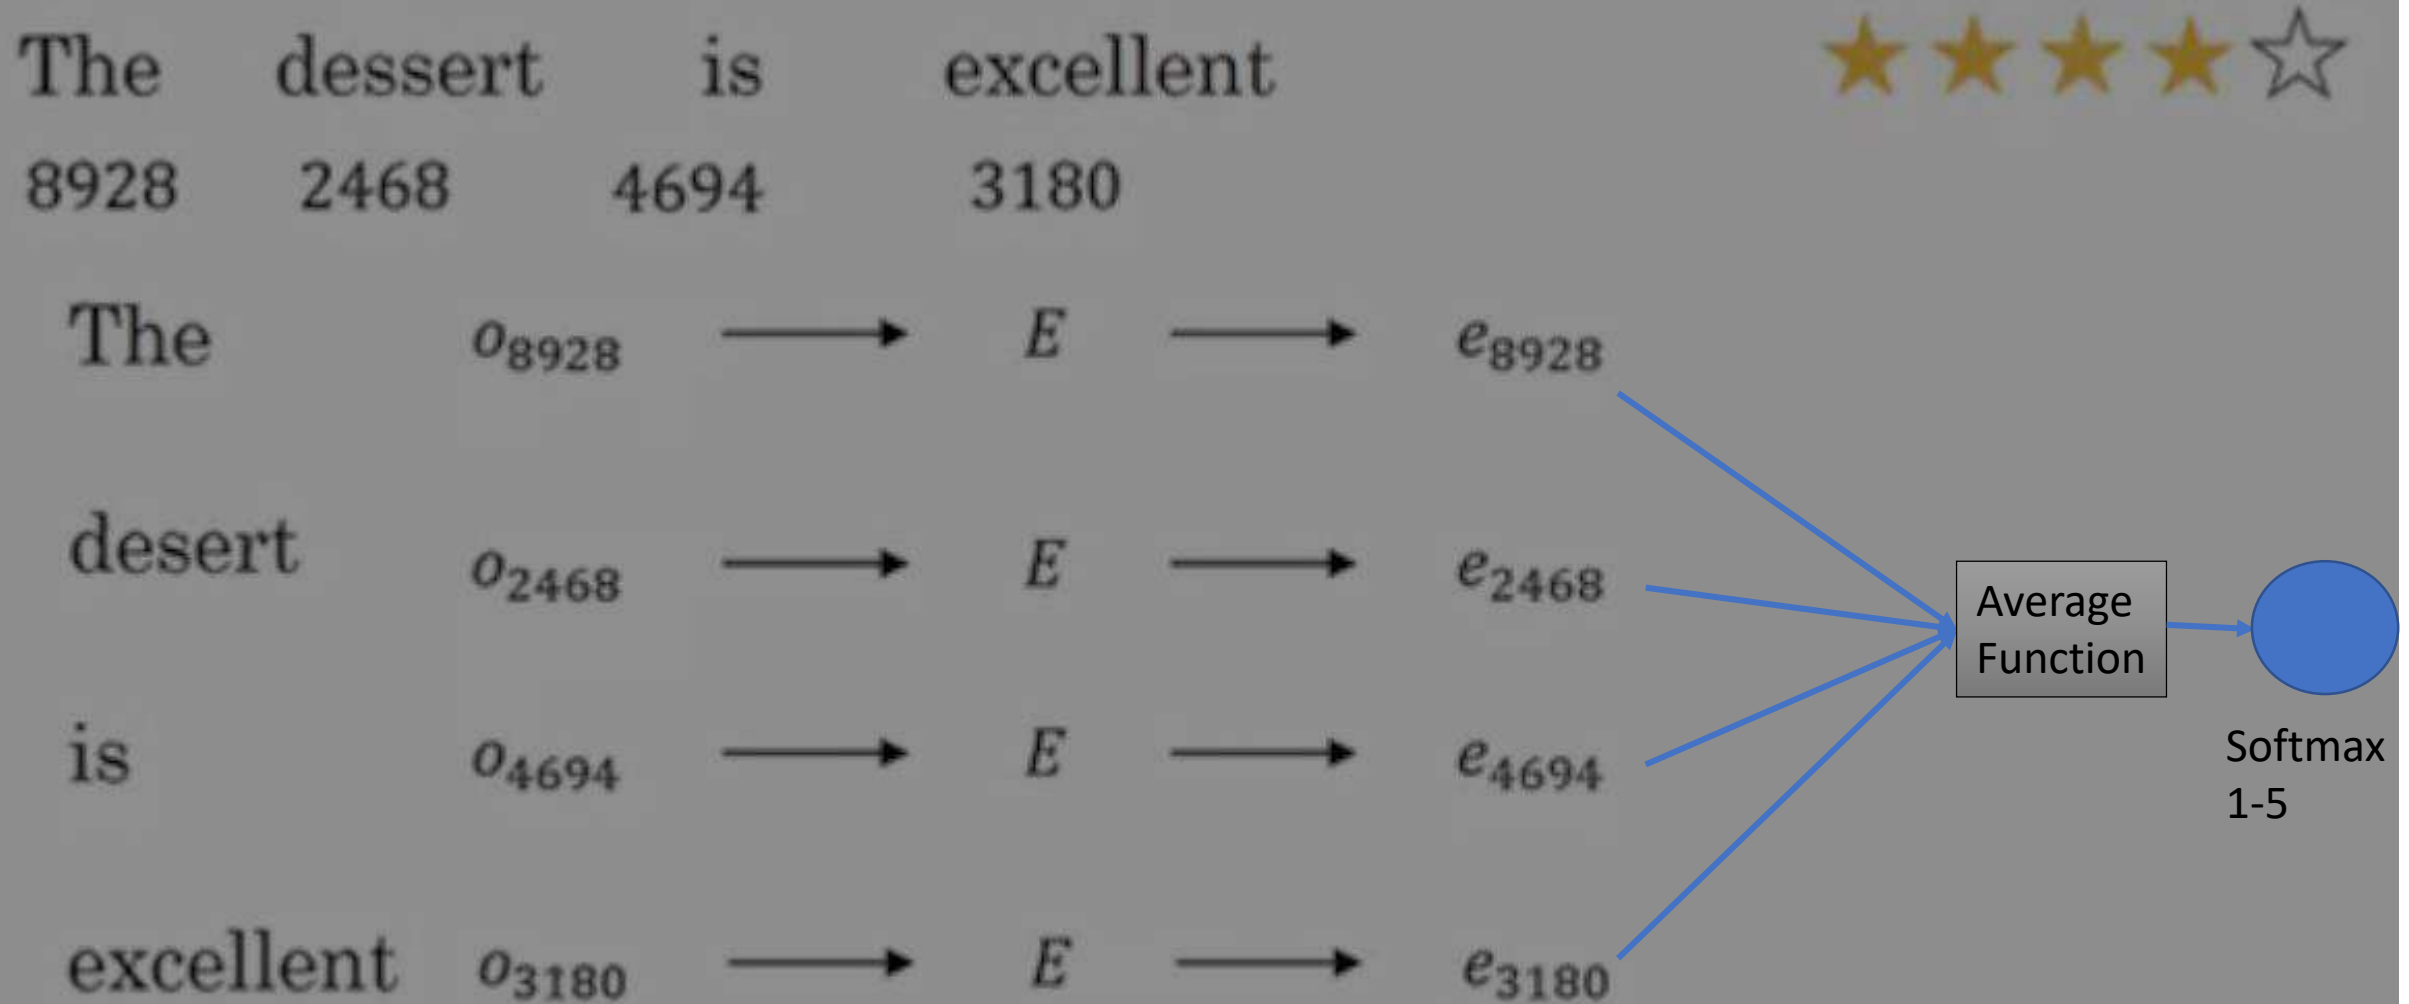 The dessert is excellent
8928 2468 4694 3180
The o8928 E e8928
desert o2468 E e2468
Average
Function
is o4694 E e4694
Softmax
1-5
excellent o3180 E e3180